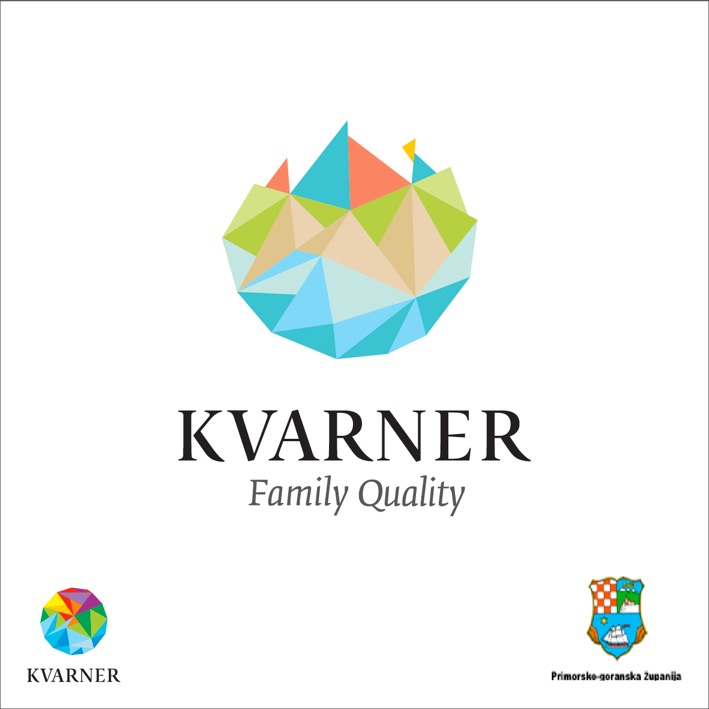 KVARNER
Family Quality
KVARNER
Primorsko-goranska Županija